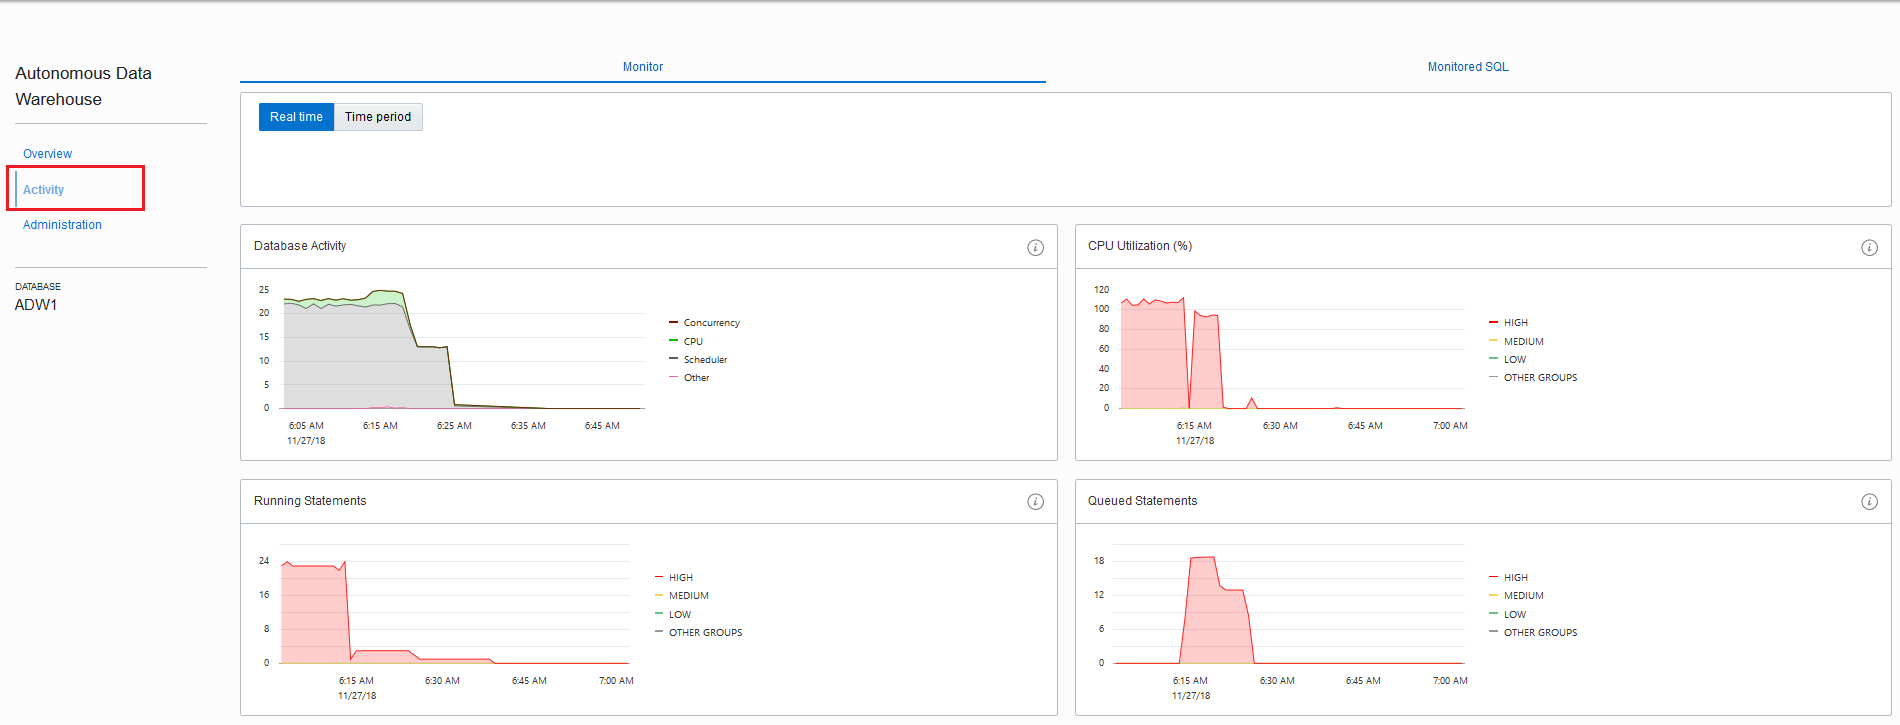 Autonomous Data
Warehouse
Overview
Activity
Administration
DATABASE
ADW1
Monitor
Monitored SQL
Real time
Time period
Database Activity
i
25
20
15
10
5
0
6:05 AM
6:15 AM
6:25 AM
6:35 AM
6:45 AM
11/27/18
Concurrency
CPU
Scheduler
Other
CPU Utilization (%)
i
120
100
80
60
40
20
0
6:15 AM
6:30 AM
6:45 AM
7:00 AM
11/27/18
HIGH
MEDIUM
LOW
OTHER GROUPS
Running Statements
i
24
16
8
0
6:15 AM
6:30 AM
6:45 AM
7:00 AM
11/27/18
HIGH
MEDIUM
LOW
OTHER GROUPS
Queued Statements
i
18
12
6
0
6:15 AM
6:30 AM
6:45 AM
7:00 AM
11/27/18
HIGH
MEDIUM
LOW
OTHER GROUPS